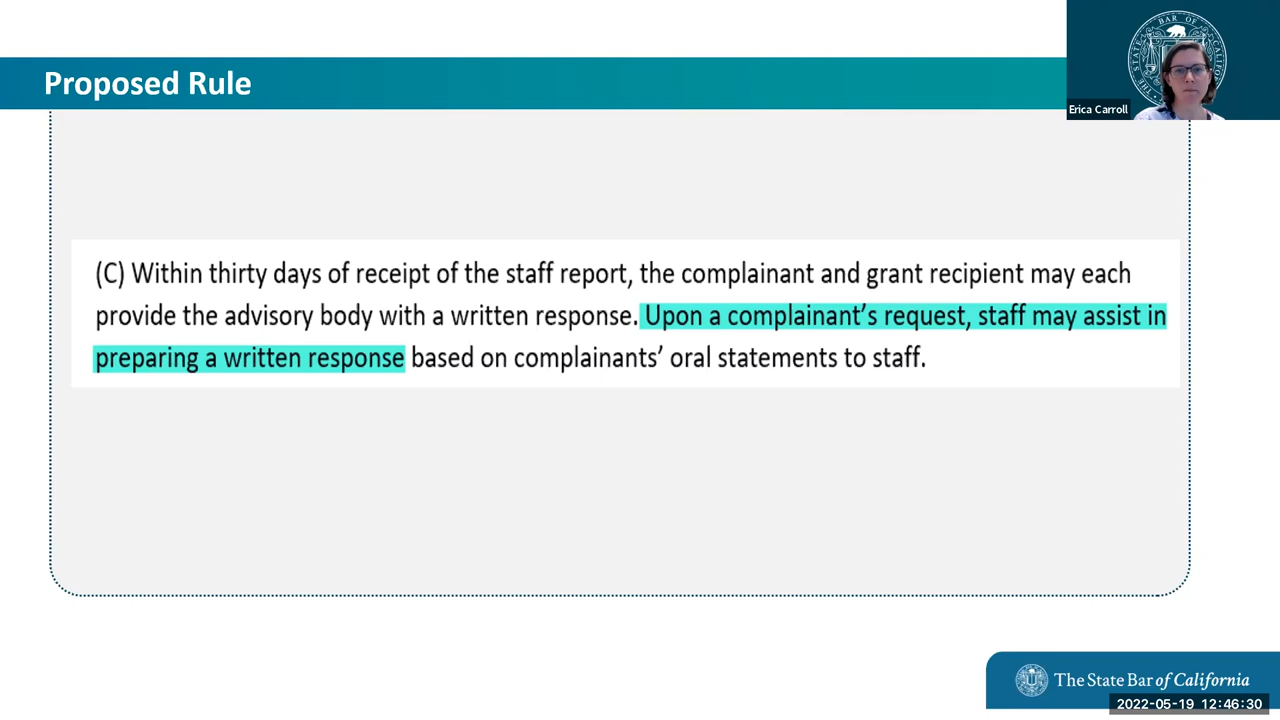 Proposed Rule
Erica Carroll
(C) Within thirty days of receipt of the staff report, the complainant and grant recipient may each
provide the advisory body with a written response. Upon a complainant’s request, staff may assist in
preparing a written response based on complainants’ oral statements to staff.
The State Bar of California
2022-05-19 12:46:30